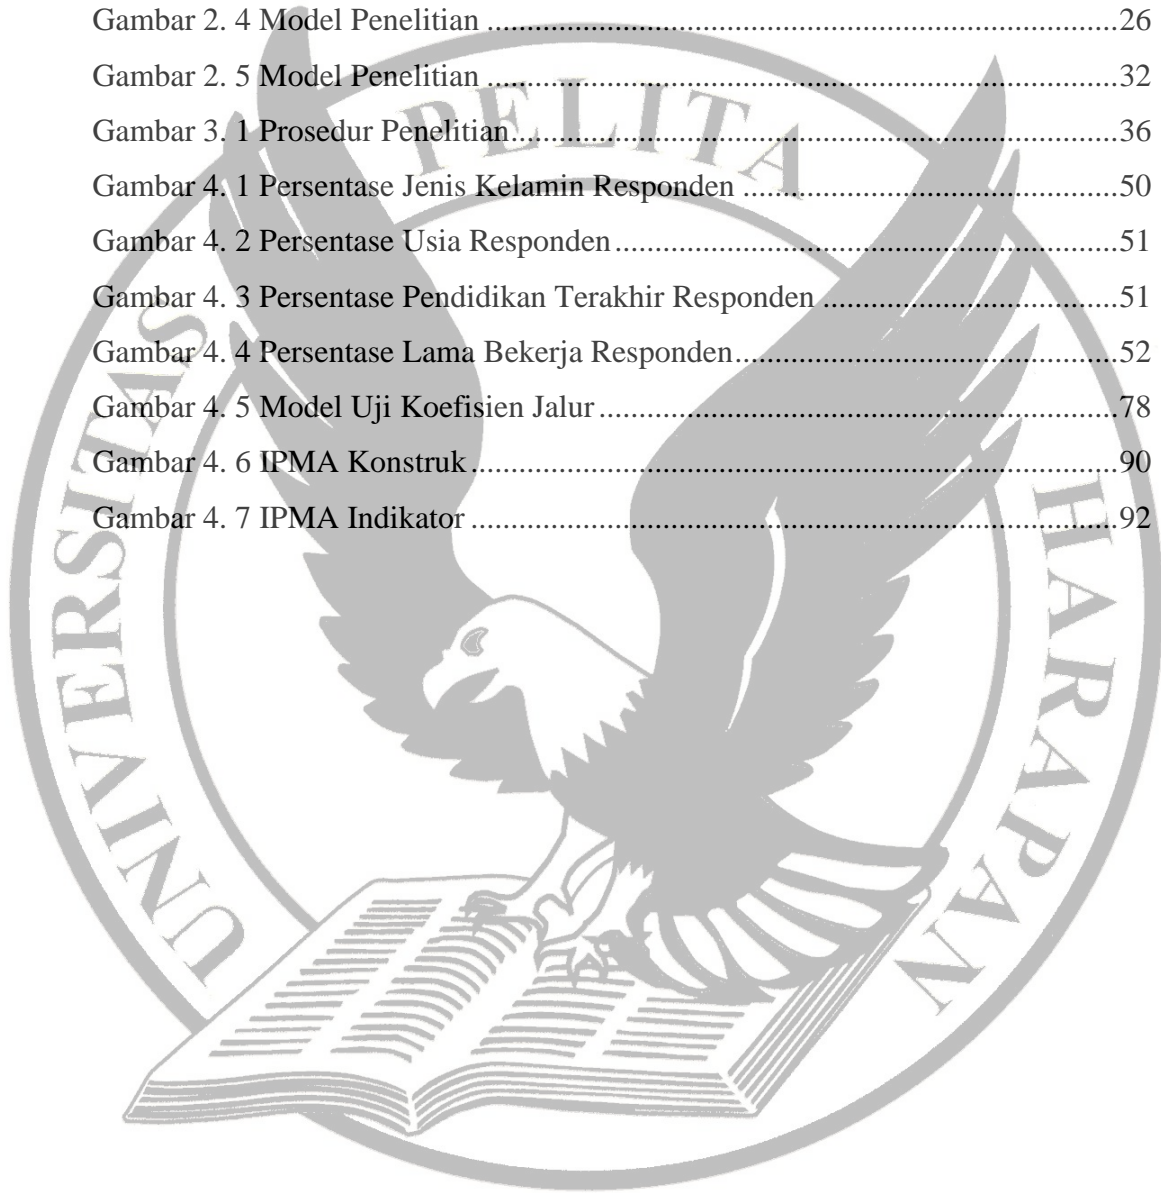 Gambar 2. 4 Model Penelitian ................................................................................26
Gambar 2. 5 Model Penelitian ................................................................................32
Gambar 3. 1 Prosedur Penelitian............................................................................36
Gambar 4. 1 Persentase Jenis Kelamin Responden ................................................50
Gambar 4. 2 Persentase Usia Responden................................................................51
Gambar 4. 3 Persentase Pendidikan Terakhir Responden ......................................51
Gambar 4. 4 Persentase Lama Bekerja Responden.................................................52
Gambar 4. 5 Model Uji Koefisien Jalur ..................................................................78
Gambar 4. 6 IPMA Konstruk..................................................................................90
Gambar 4. 7 IPMA Indikator ..................................................................................92
UNIVERSITAS PELITA HARAPAN